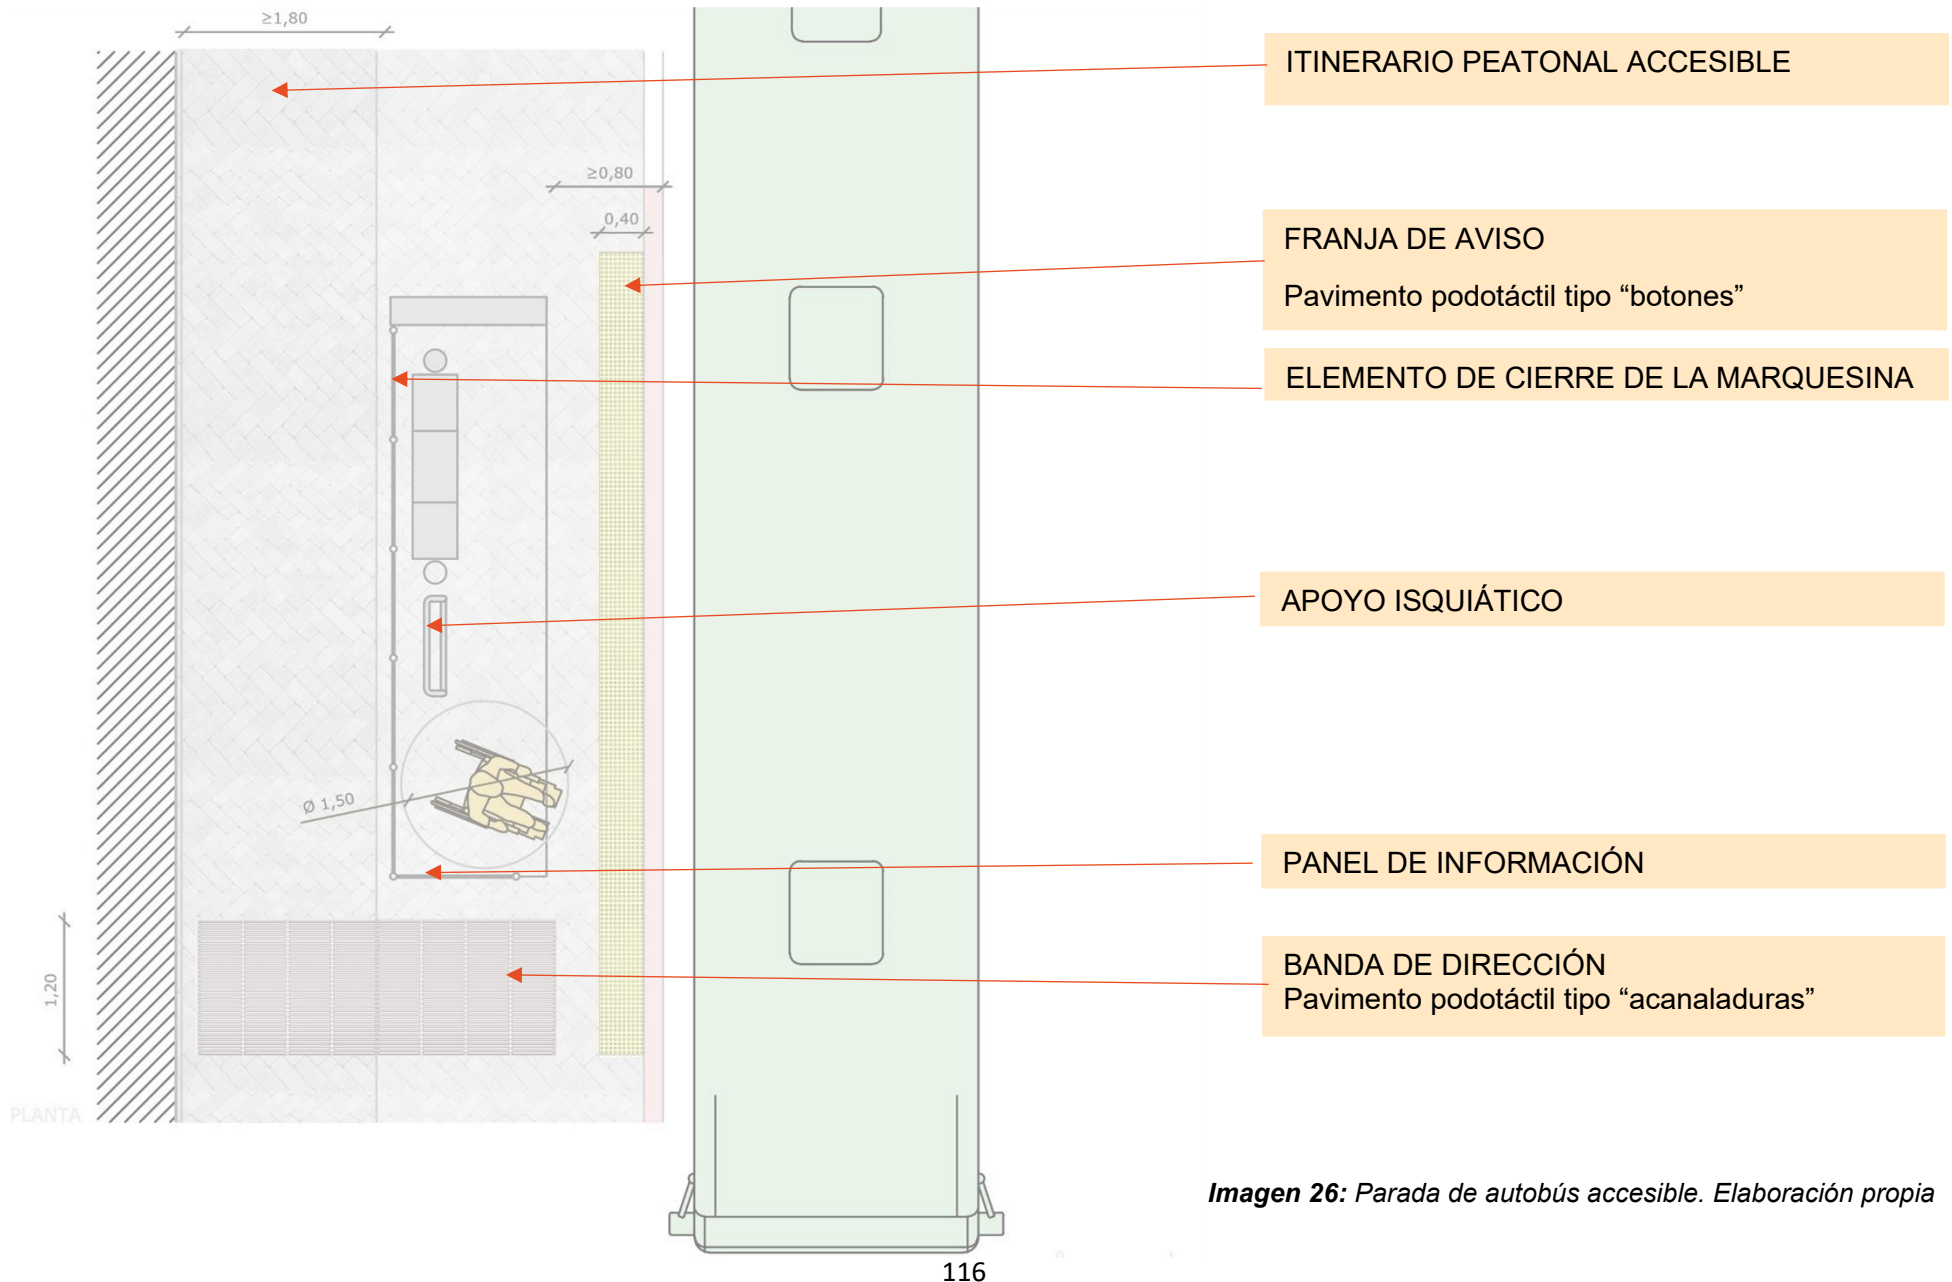 ≥1,80
ITINERARIO PEATONAL ACCESIBLE
≥0,80
0,40
FRANJA DE AVISO
Pavimento podotáctil tipo “botones”
ELEMENTO DE CIERRE DE LA MARQUESINA
APOYO ISQUIÁTICO
Ø 1,50
PANEL DE INFORMACIÓN
1,20
BANDA DE DIRECCIÓN
Pavimento podotáctil tipo “acanaladuras”
PLANTA
Imagen 26: Parada de autobús accesible. Elaboración propia
116